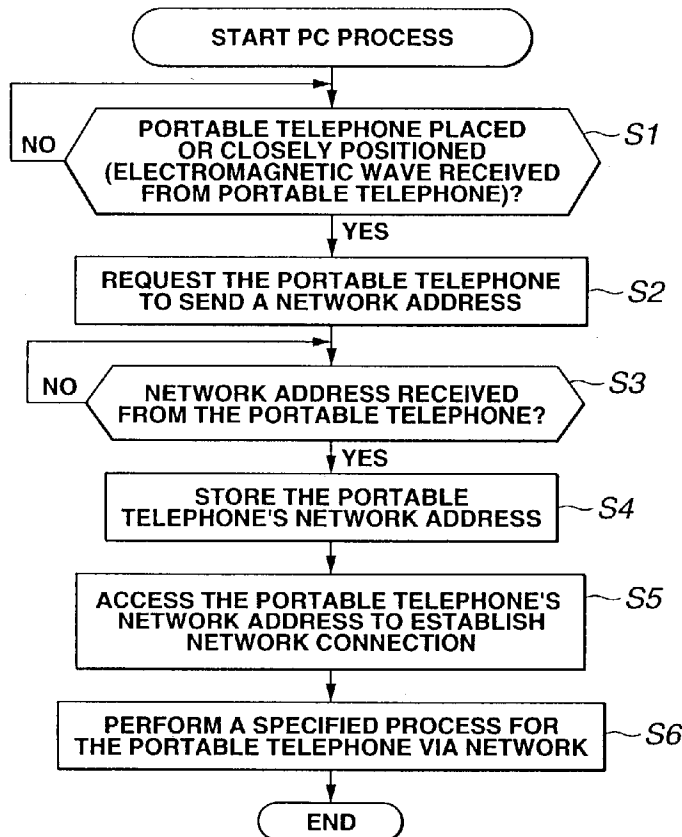 START PC PROCESS
PORTABLE TELEPHONE PLACED
OR CLOSELY POSITIONED
(ELECTROMAGNETIC WAVE RECEIVED
FROM PORTABLE TELEPHONE)?
S1
NO
YES
REQUEST THE PORTABLE TELEPHONE
TO SEND A NETWORK ADDRESS
S2
NETWORK ADDRESS RECEIVED
FROM THE PORTABLE TELEPHONE?
S3
NO
YES
STORE THE PORTABLE
TELEPHONE'S NETWORK ADDRESS
S4
ACCESS THE PORTABLE TELEPHONE'S
NETWORK ADDRESS TO ESTABLISH
NETWORK CONNECTION
S5
PERFORM A SPECIFIED PROCESS FOR
THE PORTABLE TELEPHONE VIA NETWORK
S6
END